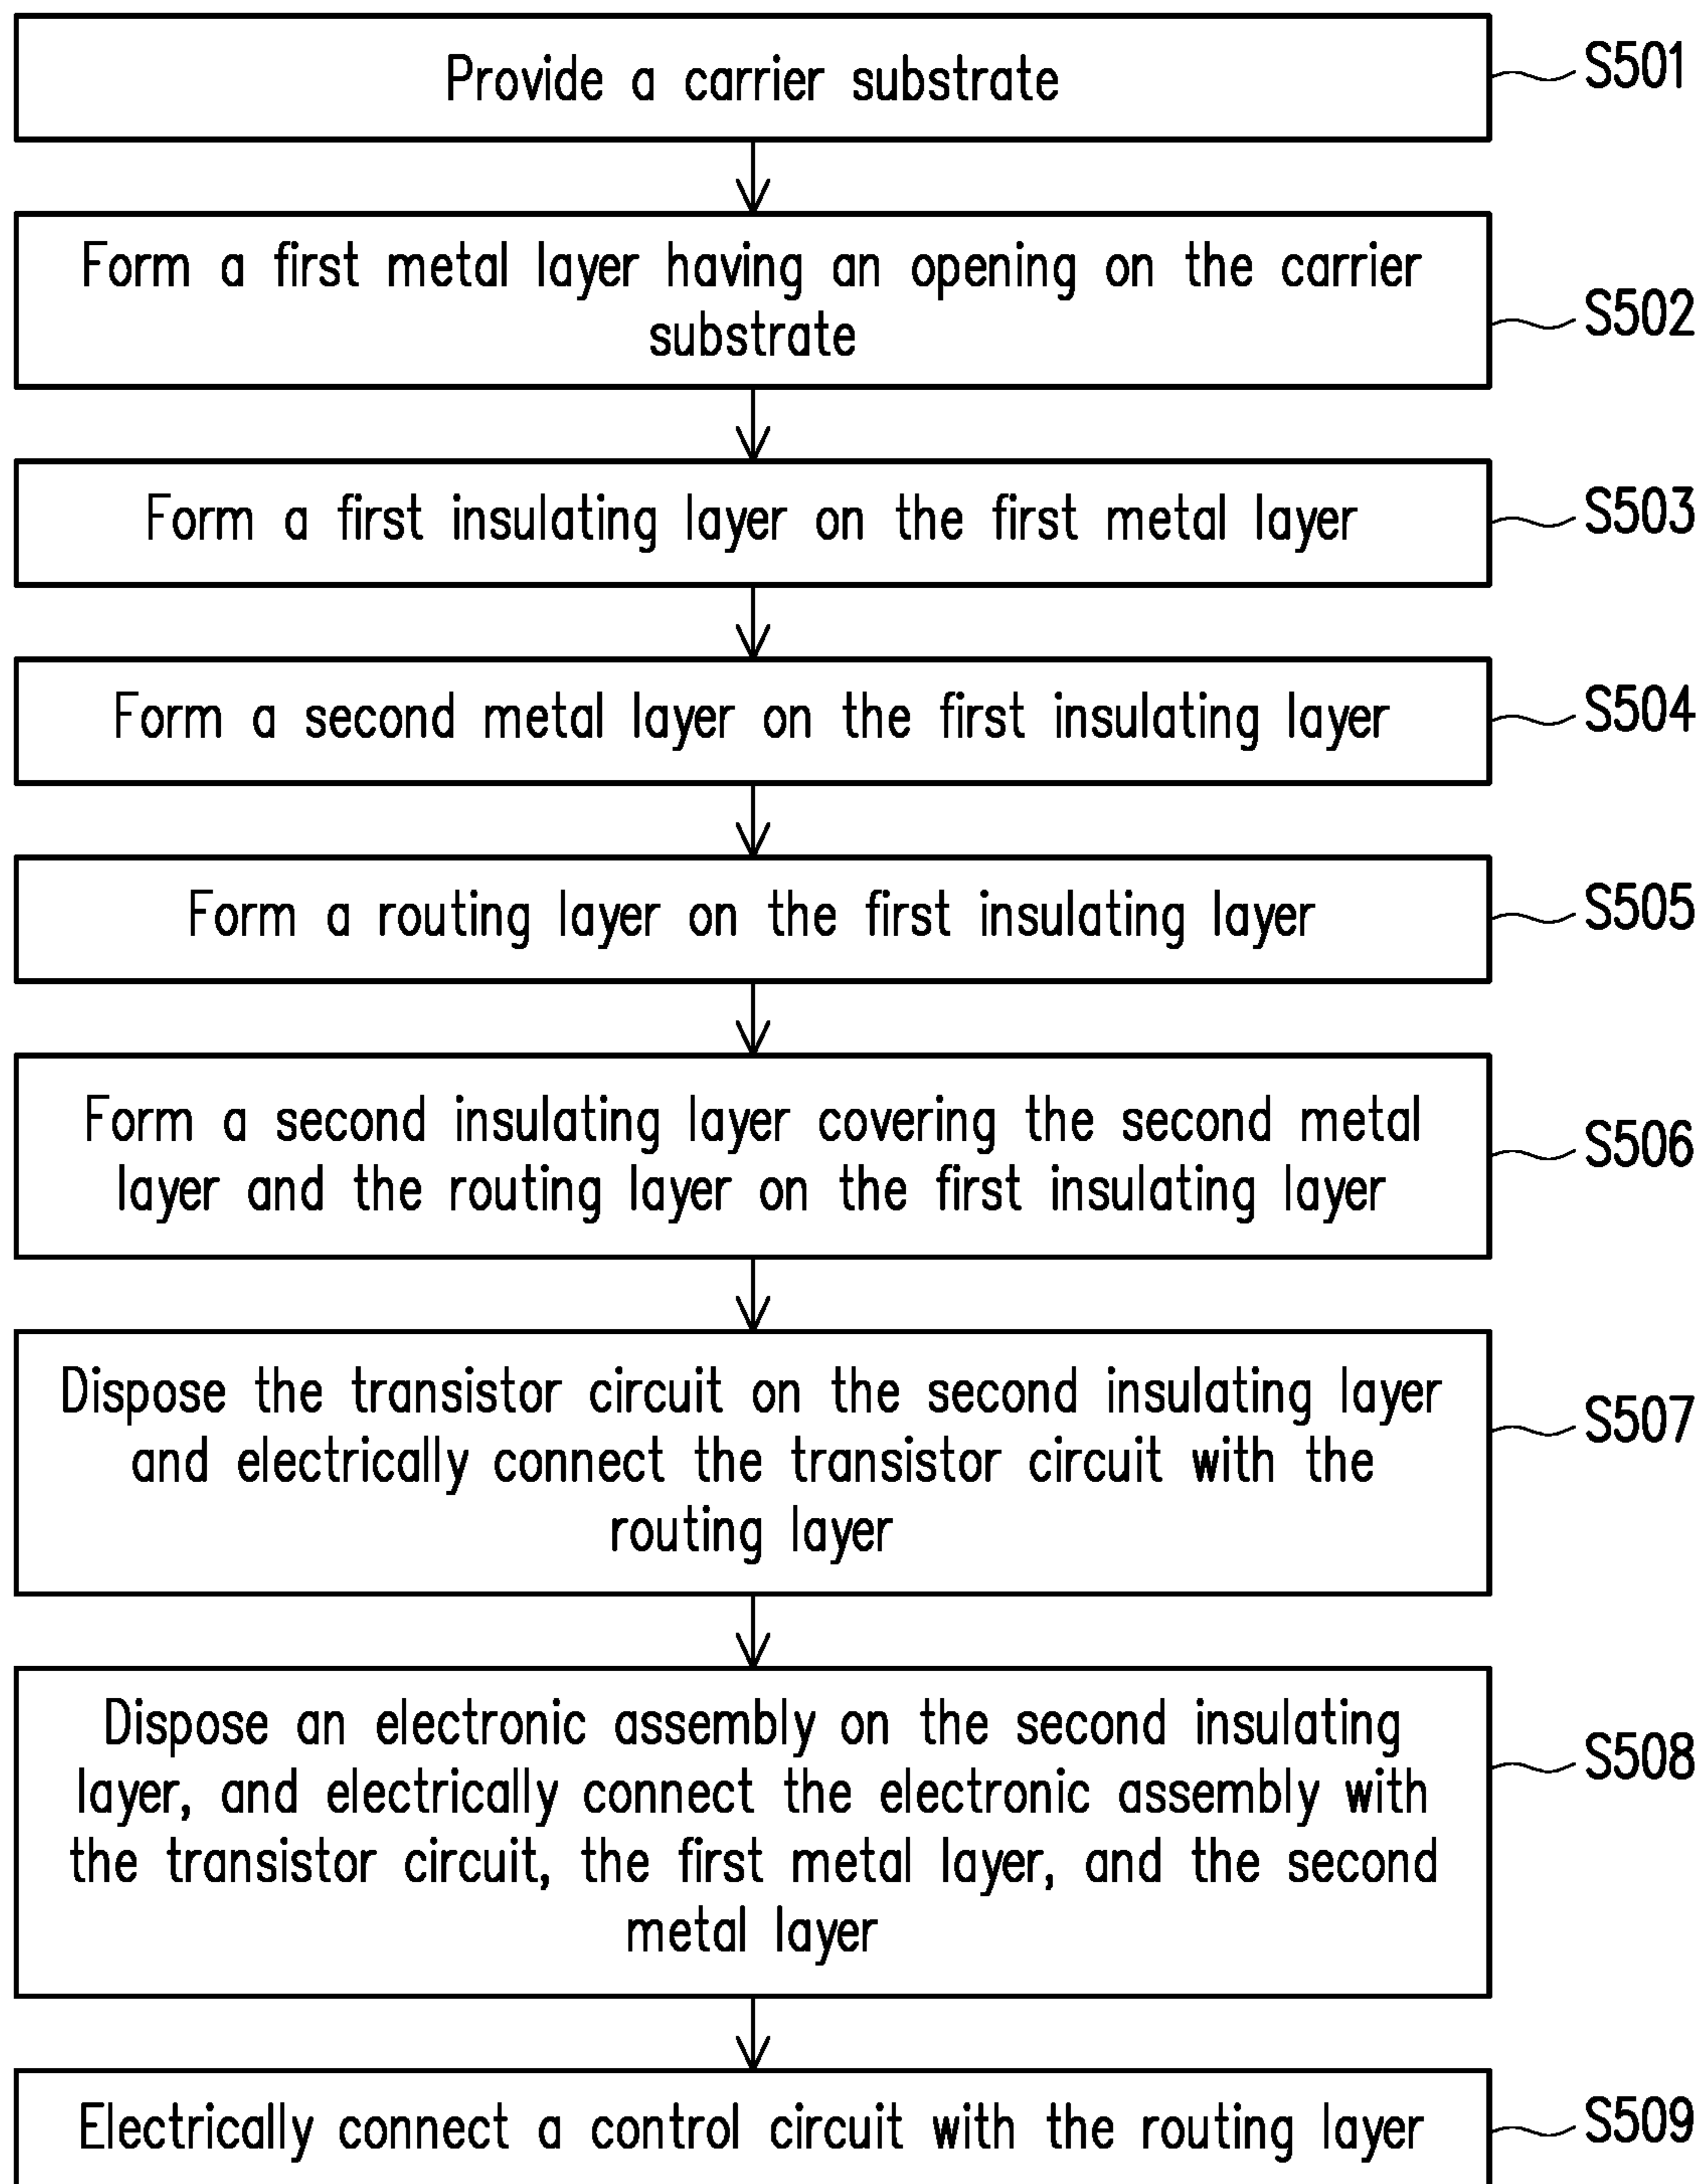 Provide a carrier substrate
S501
Form a first metal layer having an opening on the carrier
substrate
S502
Form a first insulating layer on the first metal layer
S503
Form a second metal layer on the first insulating layer
S504
Form a routing layer on the first insulating layer
S505
Form a second insulating layer covering the second metal
layer and the routing layer on the first insulating layer
S506
Dispose the transistor circuit on the second insulating layer
and electrically connect the transistor circuit with the
routing layer
S507
Dispose an electronic assembly on the second insulating
layer, and electrically connect the electronic assembly with
the transistor circuit, the first metal layer, and the second
metal layer
S508
Electrically connect a control circuit with the routing layer
S509